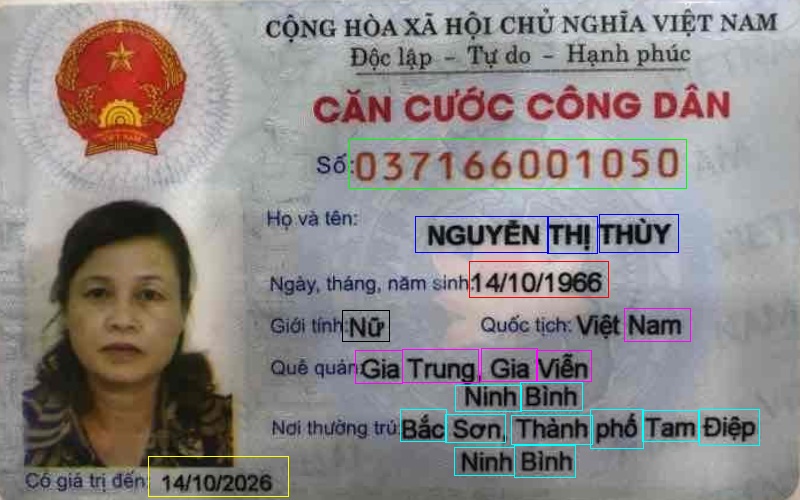 CỘNG HÒA XÃ HỘI CHỦ NGHĨA VIỆT NAM
Độc lập - Tự do - Hạnh phúc
CĂN CƯỚC CÔNG DÂN
Số: 037166001050
Họ và tên: NGUYỄN THỊ THÙY
Ngày, tháng, năm sinh: 14/10/1966
Giới tính: Nữ Quốc tịch: Việt Nam
Quê quán: Gia Trung, Gia Viễn
Ninh Bình
Nơi thường trú: Bắc Sơn, Thành phố Tam Điệp
Ninh Bình
Có giá trị đến: 14/10/2026
VIỆT NAM